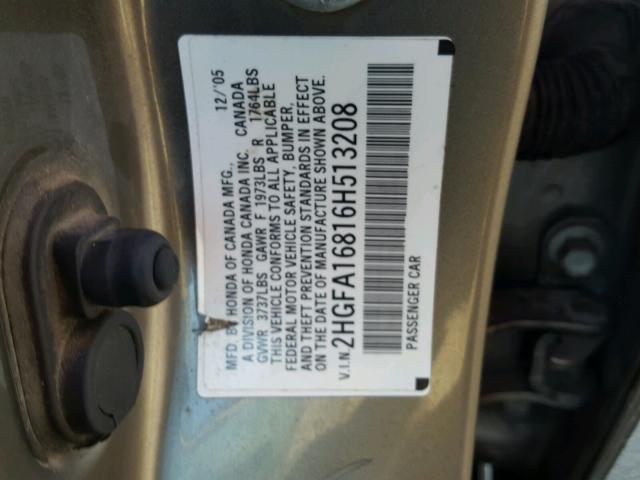 MFD. BY HONDA OF CANADA MFG., 12/'05
A DIVISION OF HONDA CANADA INC. CANADA
GVWR 3737LBS GAWR F 1973LBS R 1764LBS
THIS VEHICLE CONFORMS TO ALL APPLICABLE
FEDERAL MOTOR VEHICLE SAFETY, BUMPER,
AND THEFT PREVENTION STANDARDS IN EFFECT
ON THE DATE OF MANUFACTURE SHOWN ABOVE.
V.I.N. 2HGFA16816H513208
PASSENGER CAR